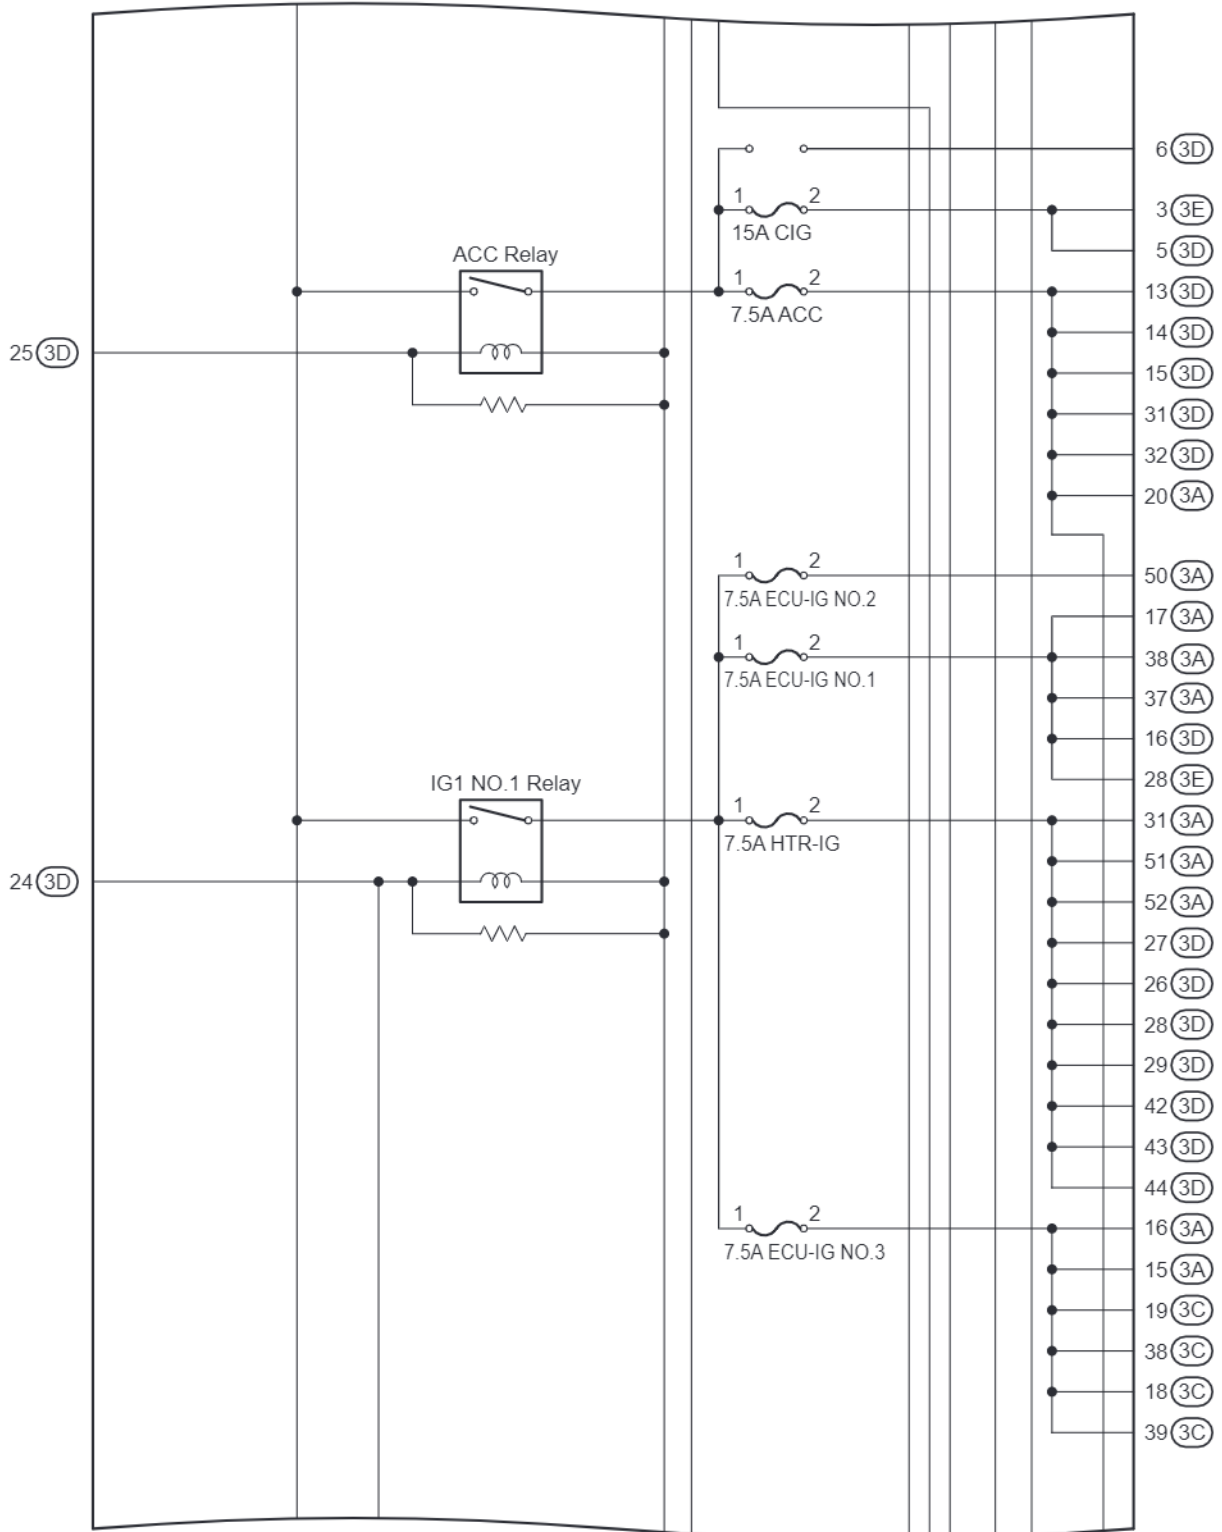 6 3D
1 2
3 3E
15A CIG
5 3D
ACC Relay
1 2
13 3D
7.5A ACC
14 3D
25 3D
15 3D
31 3D
32 3D
20 3A
1 2
50 3A
7.5A ECU-IG NO.2
17 3A
1 2
38 3A
7.5A ECU-IG NO.1
37 3A
16 3D
28 3E
IG1 NO.1 Relay
1 2
31 3A
7.5A HTR-IG
51 3A
24 3D
52 3A
27 3D
26 3D
28 3D
29 3D
42 3D
43 3D
44 3D
1 2
16 3A
7.5A ECU-IG NO.3
15 3A
19 3C
38 3C
18 3C
39 3C